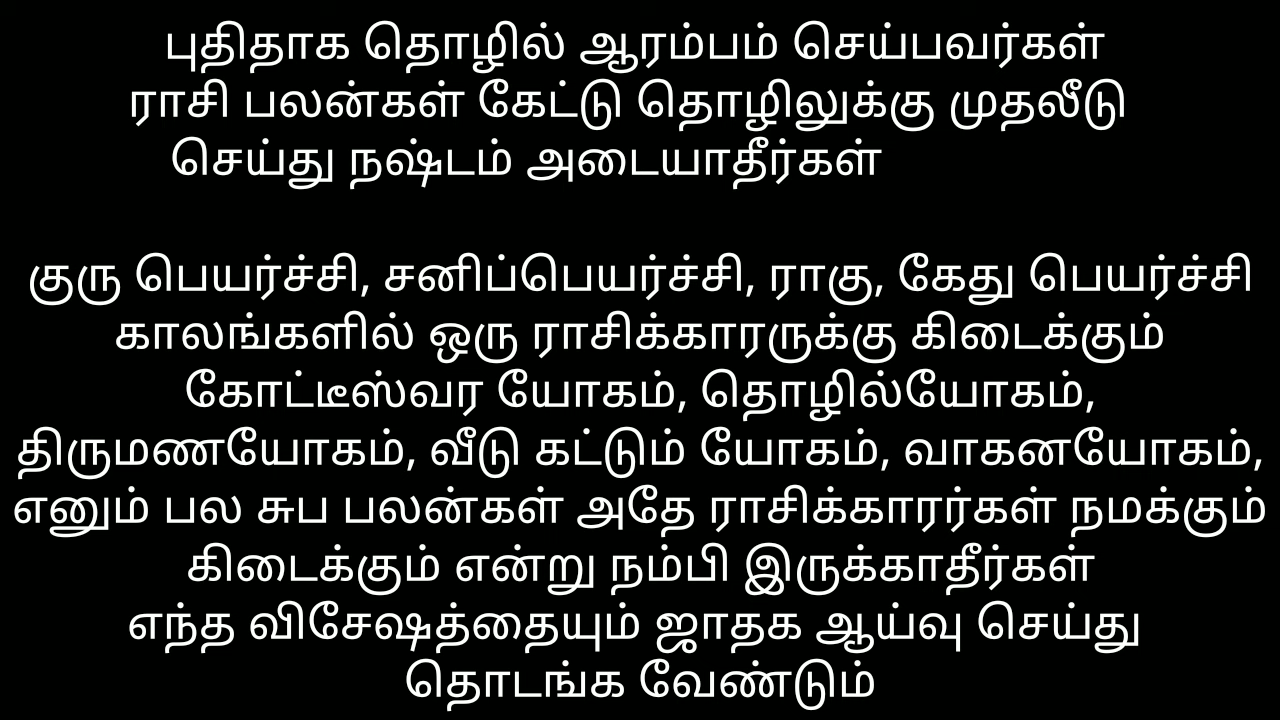 புதிதாக தொழில் ஆரம்பம் செய்பவர்கள்
ராசி பலன்கள் கேட்டு தொழிலுக்கு முதலீடு
செய்து நஷ்டம் அடையாதீர்கள்
குரு பெயர்ச்சி, சனிப்பெயர்ச்சி, ராகு, கேது பெயர்ச்சி
காலங்களில் ஒரு ராசிக்காரருக்கு கிடைக்கும்
கோட்டீஸ்வர யோகம், தொழில்யோகம்,
திருமணயோகம், வீடு கட்டும் யோகம், வாகனயோகம்,
எனும் பல சுப பலன்கள் அதே ராசிக்காரர்கள் நமக்கும்
கிடைக்கும் என்று நம்பி இருக்காதீர்கள்
எந்த விசேஷத்தையும் ஜாதக ஆய்வு செய்து
தொடங்க வேண்டும்